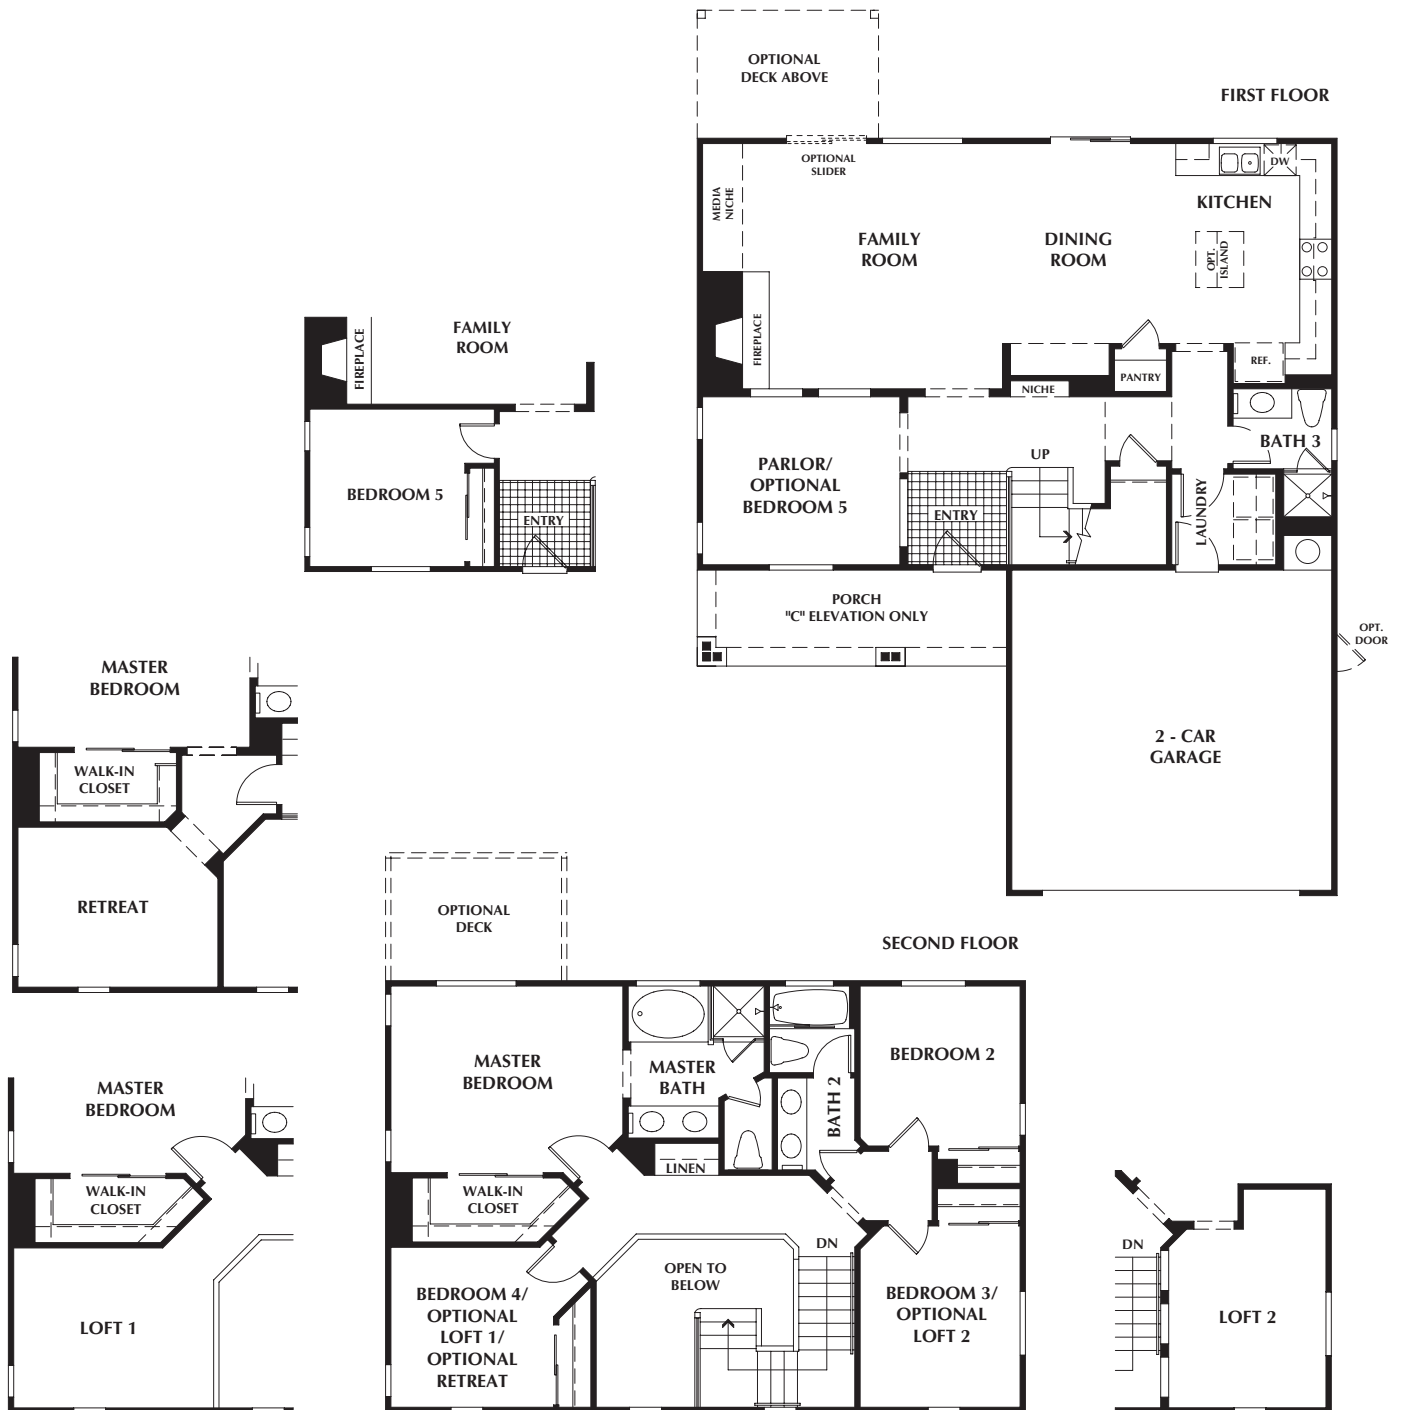 OPTIONAL
DECK ABOVE
FIRST FLOOR
OPTIONAL
SLIDER
DW
MEDIA
NICHE
KITCHEN
FAMILY
ROOM
DINING
ROOM
OPT.
ISLAND
FIREPLACE
REF.
PANTRY
NICHE
BATH 3
UP
PARLOR/
OPTIONAL
BEDROOM 5
ENTRY
LAUNDRY
PORCH
"C" ELEVATION ONLY
OPT.
DOOR
2 - CAR
GARAGE
FAMILY
ROOM
FIREPLACE
BEDROOM 5
ENTRY
MASTER
BEDROOM
WALK-IN
CLOSET
RETREAT
MASTER
BEDROOM
WALK-IN
CLOSET
LOFT 1
OPTIONAL
DECK
SECOND FLOOR
MASTER
BEDROOM
MASTER
BATH
BATH 2
BEDROOM 2
LINEN
WALK-IN
CLOSET
DN
OPEN TO
BELOW
BEDROOM 4/
OPTIONAL
LOFT 1/
OPTIONAL
RETREAT
BEDROOM 3/
OPTIONAL
LOFT 2
DN
LOFT 2